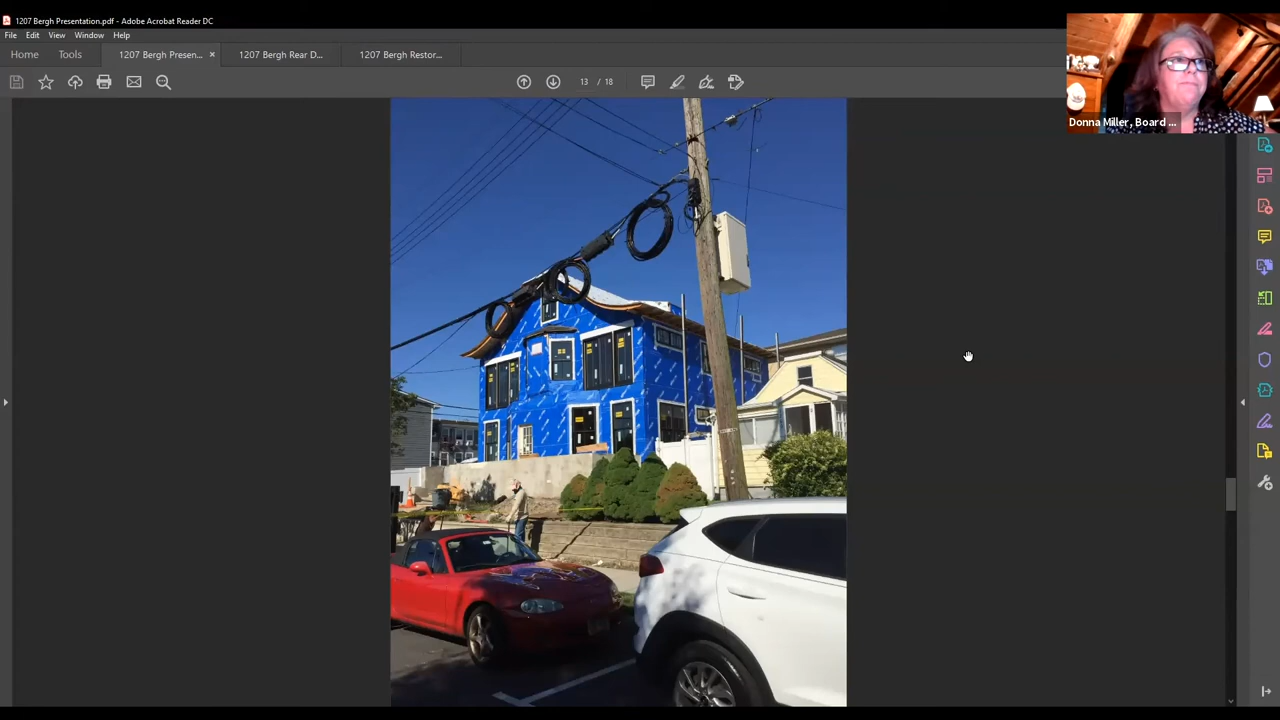 1207 Bergh Presentation.pdf - Adobe Acrobat Reader DC
File Edit View Window Help
Home Tools 1207 Bergh Presen... × 1207 Bergh Rear D... 1207 Bergh Restor...
13 / 18
Donna Miller, Board ...